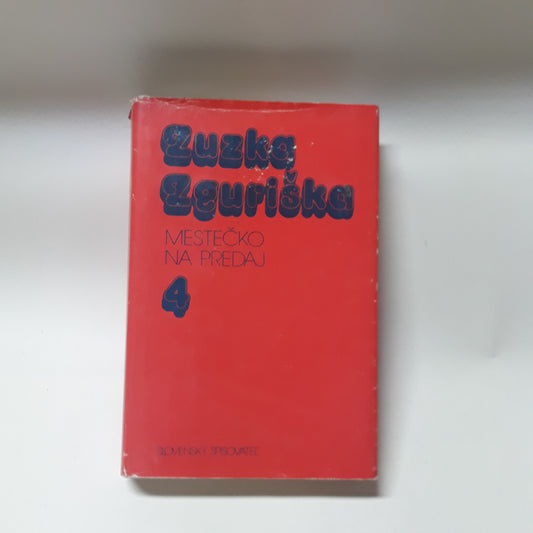 Zuzka
Zguriška
MESTEČKO
NA PREDAJ
4
SLOVENSKÝ SPISOVATEĽ